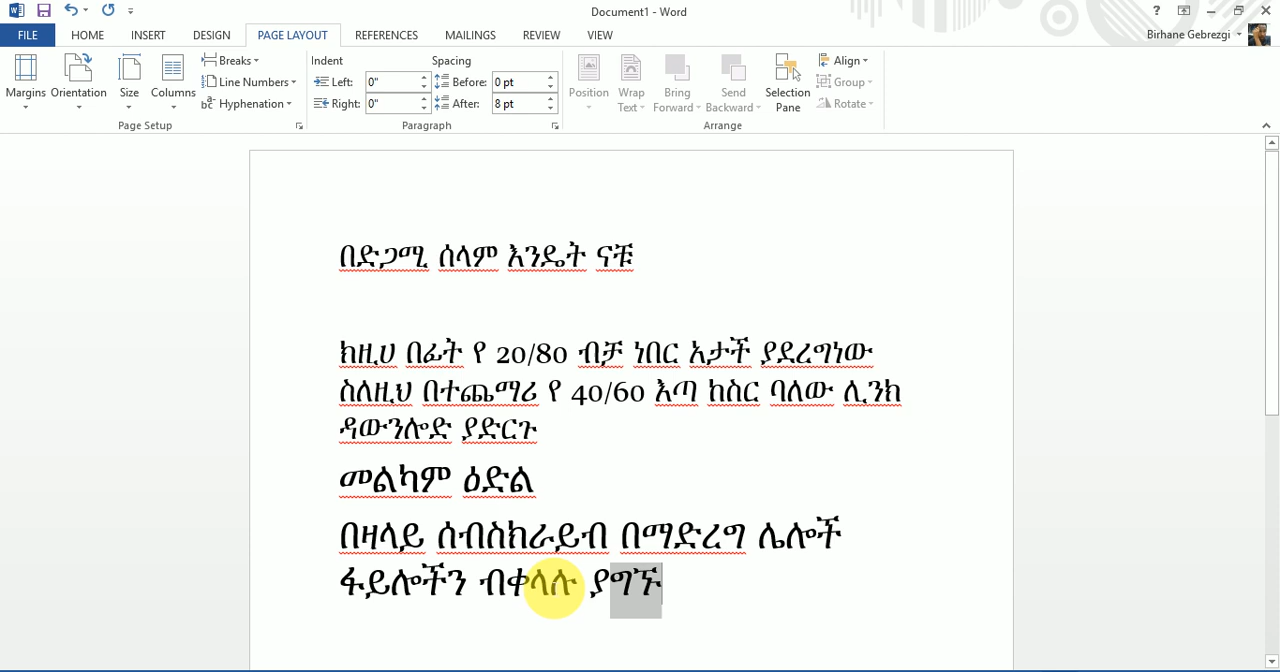 Document1 - Word
FILE HOME INSERT DESIGN PAGE LAYOUT REFERENCES MAILINGS REVIEW VIEW Birhane Gebrezgi
Breaks Indent Spacing Align
Line Numbers Left: 0" Before: 0 pt Group
Margins Orientation Size Columns Hyphenation Right: 0" After: 8 pt Position Wrap Text Bring Forward Send Backward Selection Pane Rotate
Page Setup Paragraph Arrange
በድጋሚ ሰላም እንዴት ናቹ
ክዚሀ በፊት የ 20/80 ብቻ ነበር አታች ያደረግነው
ስለዚህ በተጨማሪ የ 40/60 እጣ ከስር ባለው ሊንክ
ዳውንሎድ ያድርጉ
መልካም ዕድል
በዛላይ ሰብስክራይብ በማድረግ ሌሎች
ፋይሎችን ብቀላሉ ያግኙ